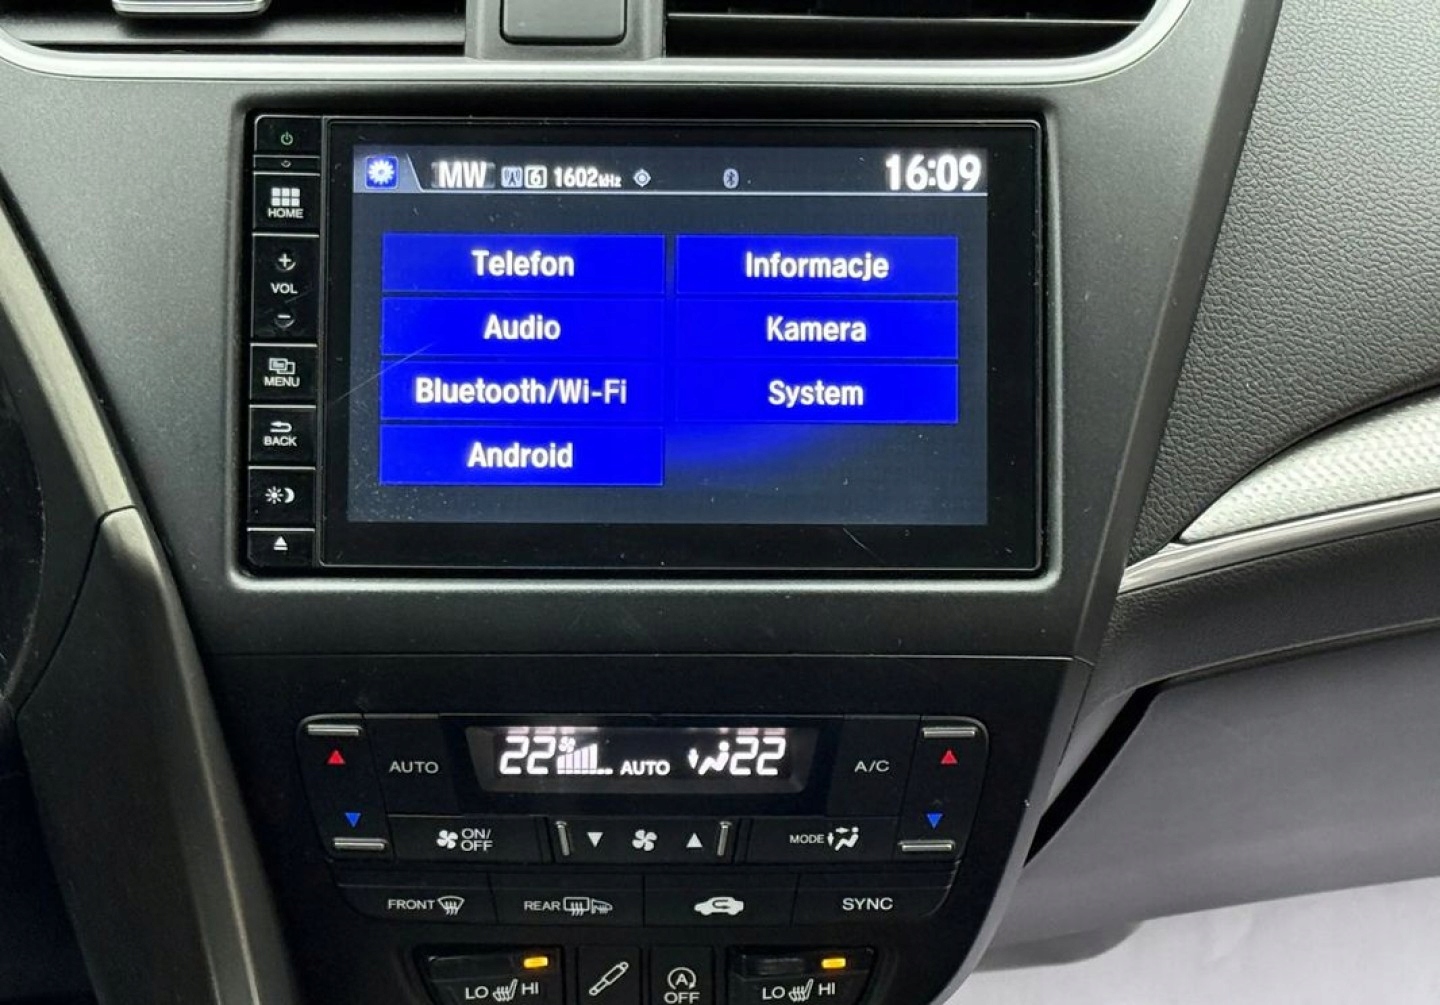 MW 6 1602kHz 16:09
HOME
VOL
MENU
BACK
Telefon Informacje
Audio Kamera
Bluetooth/Wi-Fi System
Android
AUTO 22 AUTO 22 A/C
ON/OFF MODE
FRONT REAR SYNC
LO HI A OFF LO HI